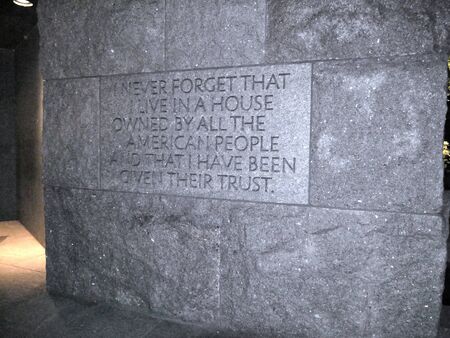 I NEVER FORGET THAT
I LIVE IN A HOUSE
OWNED BY ALL THE
AMERICAN PEOPLE
AND THAT I HAVE BEEN
GIVEN THEIR TRUST.